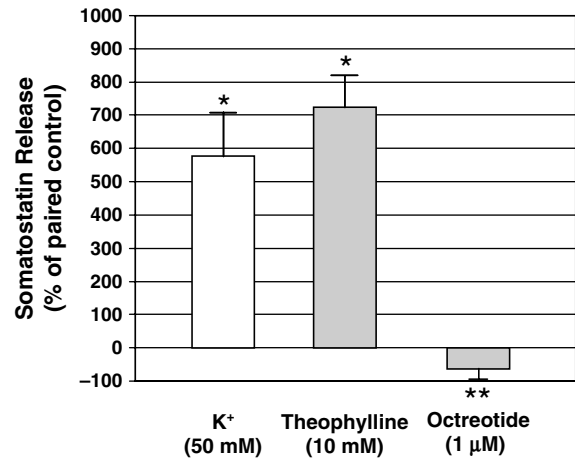 Somatostatin Release
(% of paired control)
1000
900
800
700
600
500
400
300
200
100
0
−100
*
*
**
K⁺
(50 mM)
Theophylline
(10 mM)
Octreotide
(1 μM)